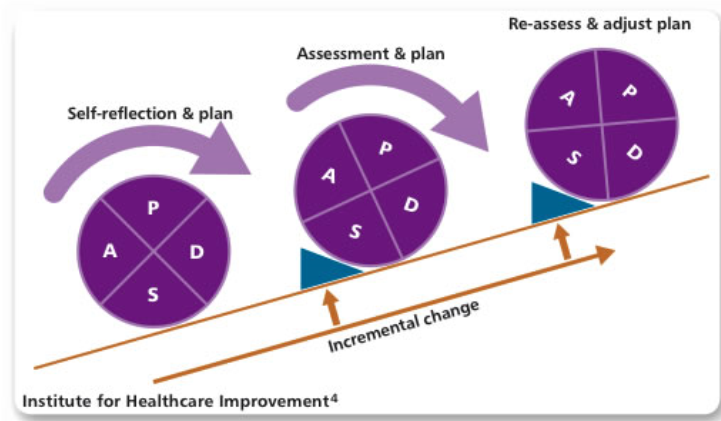 Re-assess & adjust plan
Assessment & plan
Self-reflection & plan
P
A
D
S
P
A
D
S
A
P
S
D
Incremental change
Institute for Healthcare Improvement⁴